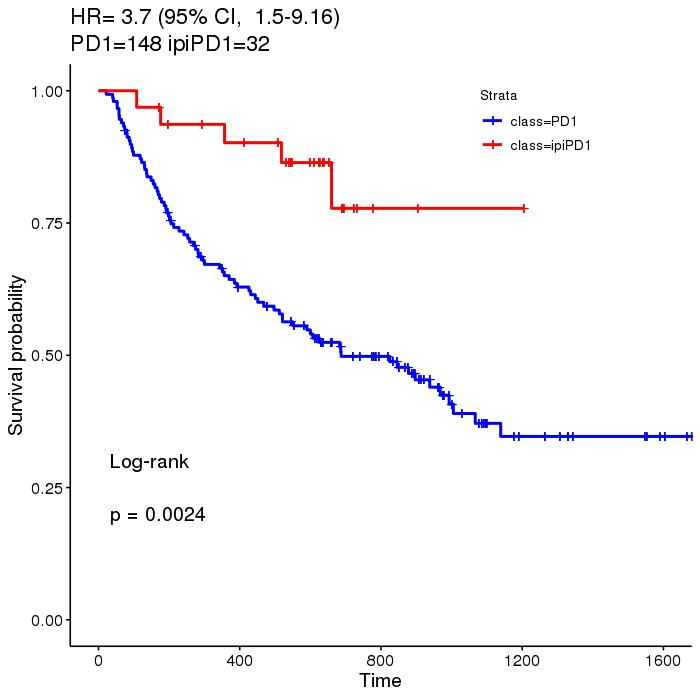 HR= 3.7 (95% CI,  1.5-9.16)
PD1=148 ipiPD1=32
Strata
class=PD1
class=ipiPD1
1.00
0.75
0.50
0.25
0.00
Survival probability
Log-rank
p = 0.0024
0 400 800 1200 1600
Time